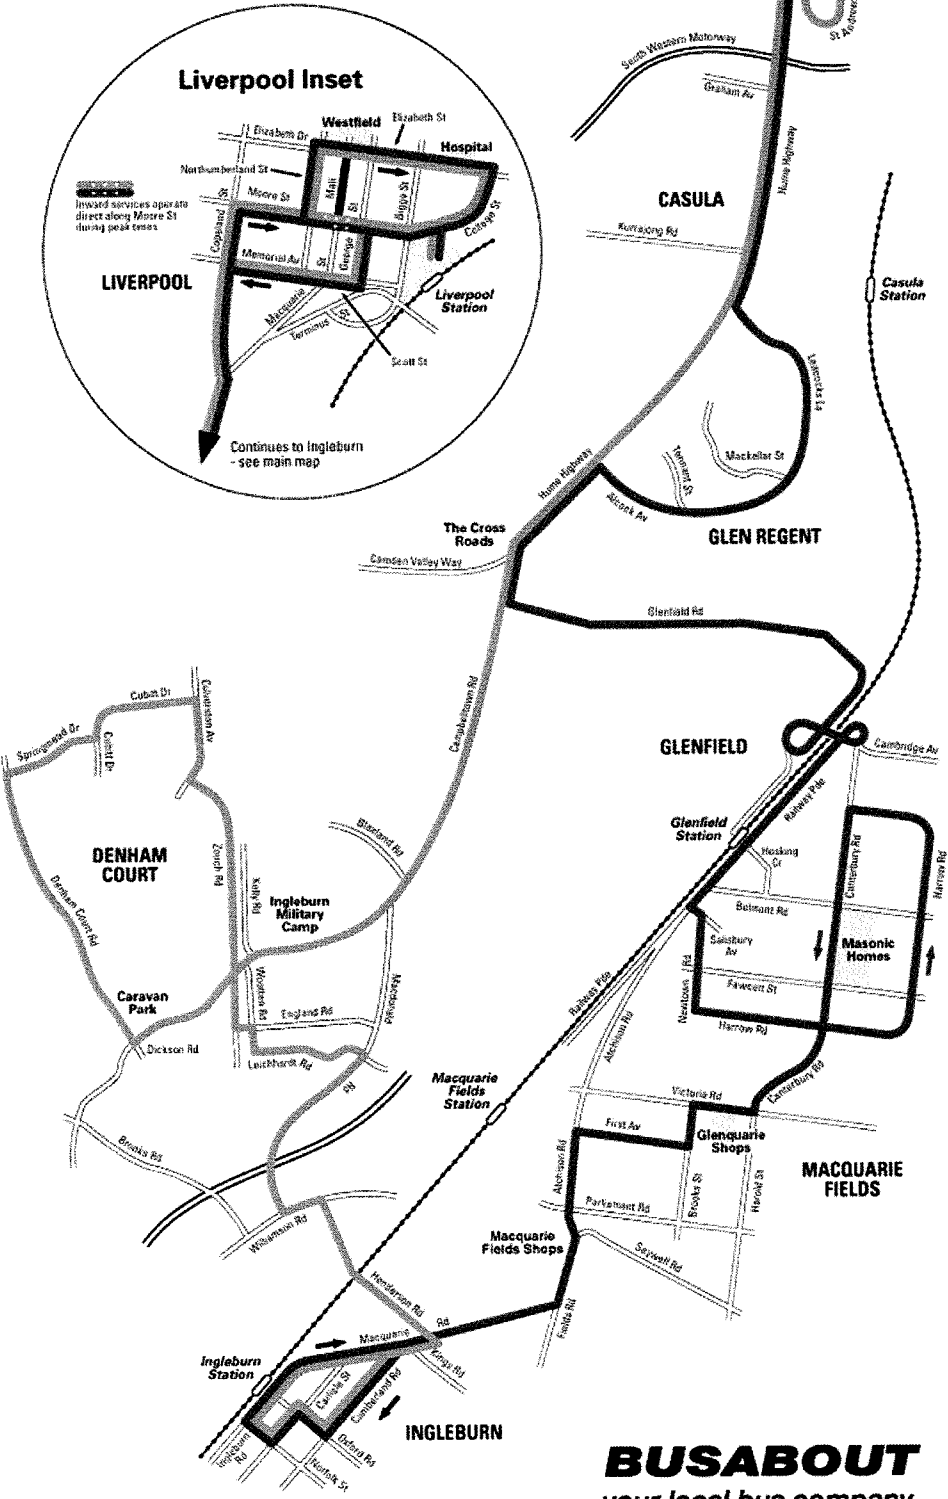 St Andrews
South Western Motorway
Graham Av
Hume Highway
Liverpool Inset
Westfield
Elizabeth St
Elizabeth Dr
Hospital
Northumberland St
Mall
Moore St
St
Bigge St
College St
Copeland St
Inward services operate
direct along Moore St
during peak times
Memorial Av
St
George
LIVERPOOL
Macquarie
Liverpool
Station
Terminus St
Scott St
Continues to Ingleburn
- see main map
CASULA
Kurrajong Rd
Casula
Station
Leacocks La
Mackellar St
Tennant St
Hume Highway
Alcock Av
GLEN REGENT
The Cross
Roads
Camden Valley Way
Glenfield Rd
Campbelltown Rd
Cubitt Dr
Culverston Av
Springmead Dr
Cubitt Dr
GLENFIELD
Cambridge Av
Railway Pde
Glenfield
Station
Hosking
Cr
Canterbury Rd
Harrow Rd
Blaxland Rd
DENHAM
COURT
Zouch Rd
Kelly Rd
Denham Court Rd
Ingleburn
Military
Camp
Belmont Rd
Salisbury
Av
Masonic
Homes
Newtown Rd
Fawcett St
Harrow Rd
Caravan
Park
Wootten Rd
England Rd
Macdonald
Railway Pde
Atchison Rd
Dickson Rd
Leichhardt Rd
Rd
Macquarie
Fields
Station
Victoria Rd
Canterbury Rd
First Av
Glenquarie
Shops
Brooks Rd
Atchison Rd
Brooks St
Harold St
MACQUARIE
FIELDS
Parliament Rd
Williamson Rd
Macquarie
Fields Shops
Saywell Rd
Henderson Rd
Fields Rd
Macquarie Rd
Kings Rd
Ingleburn
Station
Carlisle St
Cumberland Rd
INGLEBURN
Ingleburn
Rd
Oxford Rd
Norfolk St
BUSABOUT
your local bus company